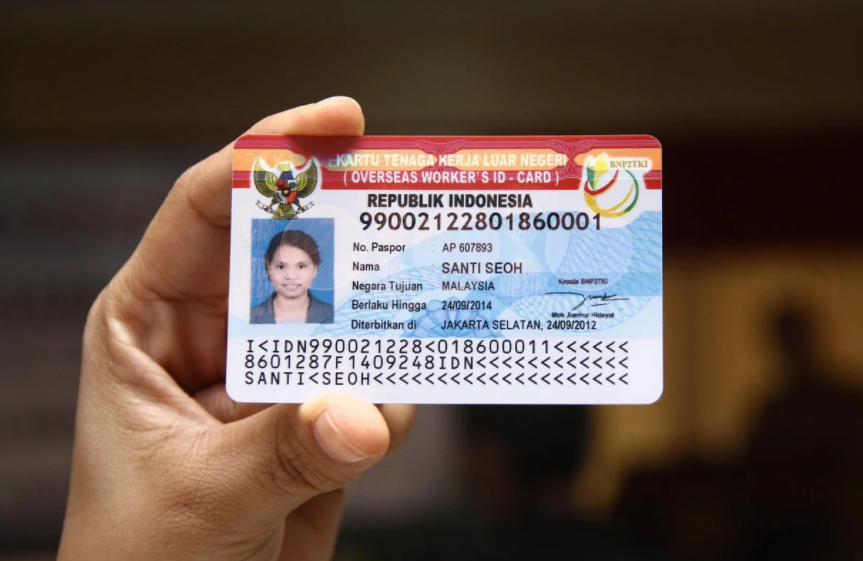 KARTU TENAGA KERJA LUAR NEGERI
( OVERSEAS WORKER'S ID - CARD )
BNP2TKI
REPUBLIK INDONESIA
99002122801860001
No. Paspor AP 607893
Nama SANTI SEOH
Negara Tujuan MALAYSIA
Berlaku Hingga 24/09/2014
Diterbitkan di JAKARTA SELATAN, 24/09/2012
Kepala BNP2TKI
Moh Jumhur Hidayat
I<IDN990021228<018600011<<<<<<
8601287F1409248IDN<<<<<<<<<<<<
SANTI<SEOH<<<<<<<<<<<<<<<<<<<<